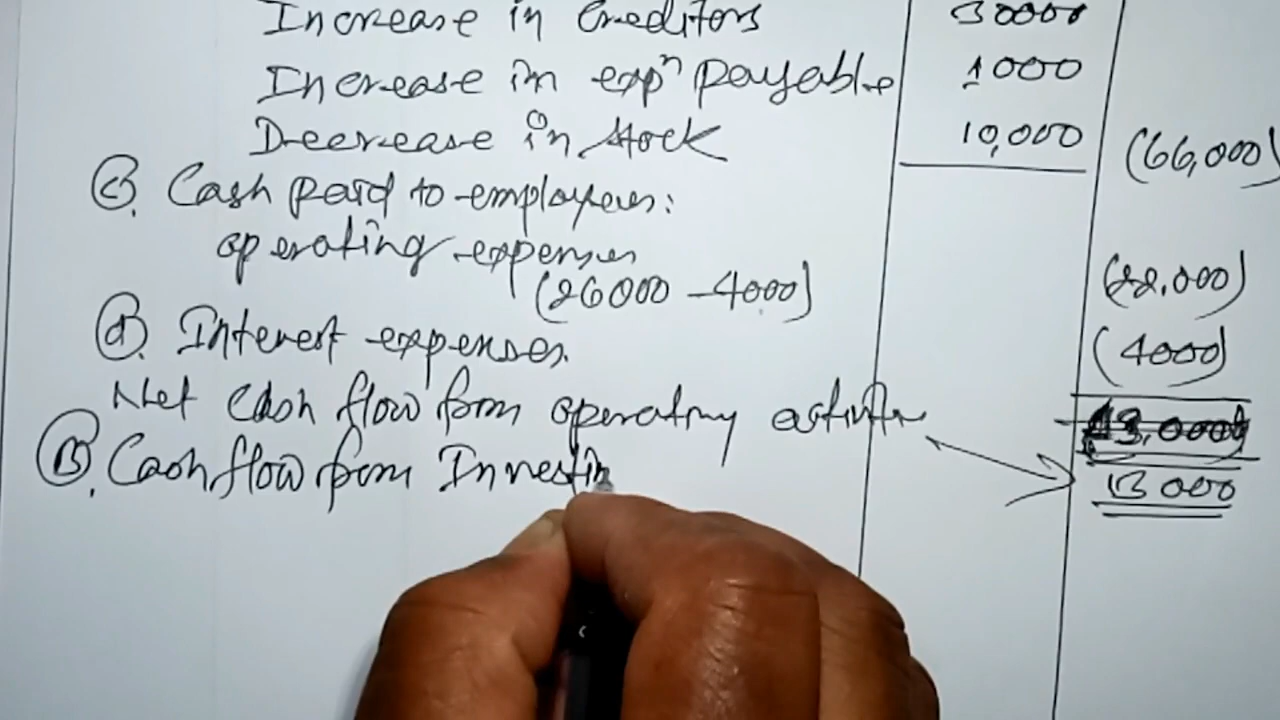 Increase in Creditors 30000
Increase in expn payable 1000
Decrease in stock 10,000 (66,000)
C. Cash paid to employees:
operating expenses
(26000 - 4000) (22,000)
d. Interest expenses. (4000)
Net Cash flow from operating activities
13,000
B. Cash flow from Investin